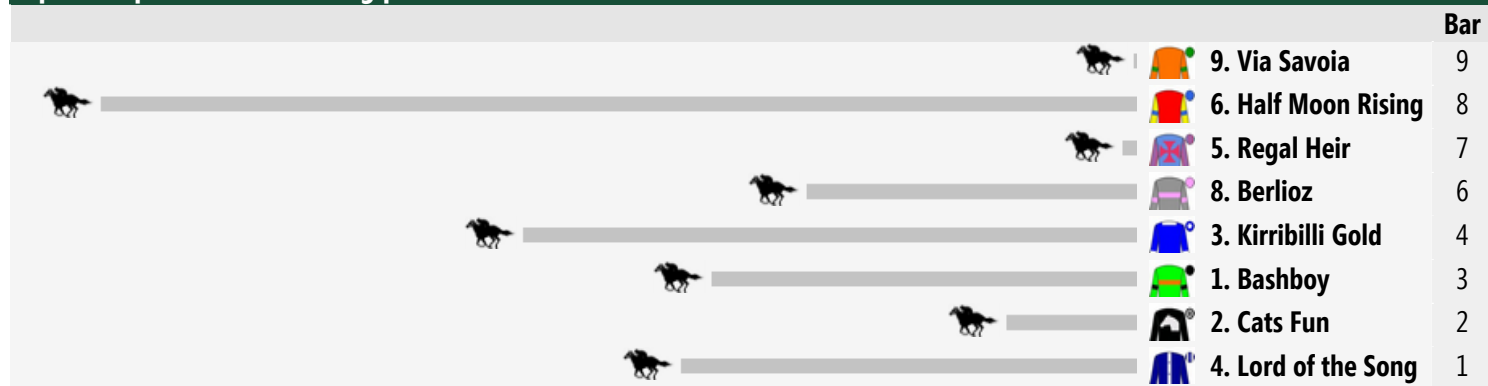 Bar
9. Via Savoia 9
6. Half Moon Rising 8
5. Regal Heir 7
8. Berlioz 6
3. Kirribilli Gold 4
1. Bashboy 3
2. Cats Fun 2
4. Lord of the Song 1